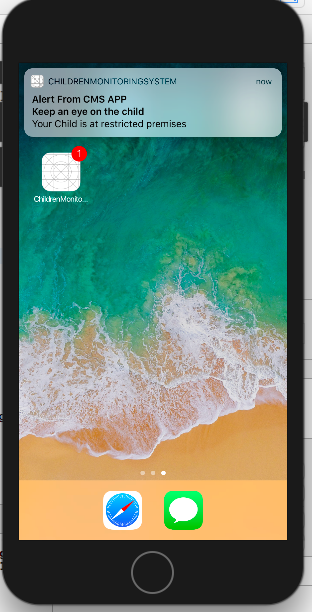 CHILDRENMONITORINGSYSTEM
now
Alert From CMS APP
Keep an eye on the child
Your Child is at restricted premises
1
ChildrenMonito...